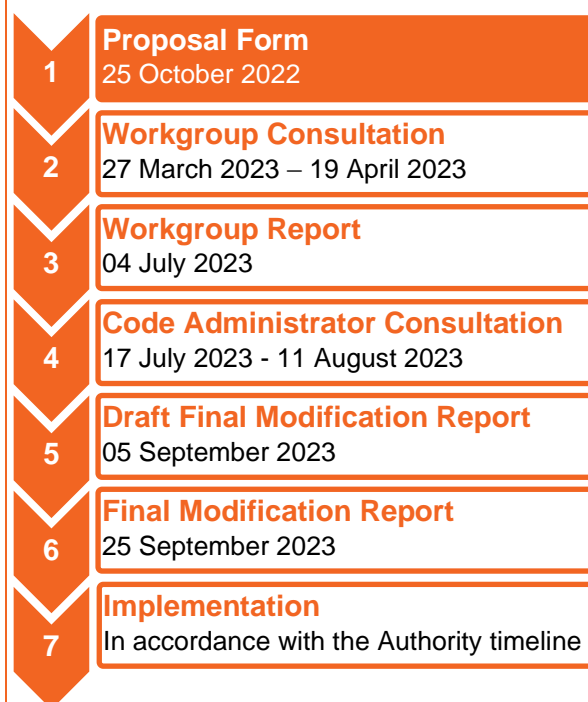 1
Proposal Form
25 October 2022
2
Workgroup Consultation
27 March 2023 – 19 April 2023
3
Workgroup Report
04 July 2023
4
Code Administrator Consultation
17 July 2023 - 11 August 2023
5
Draft Final Modification Report
05 September 2023
6
Final Modification Report
25 September 2023
7
Implementation
In accordance with the Authority timeline